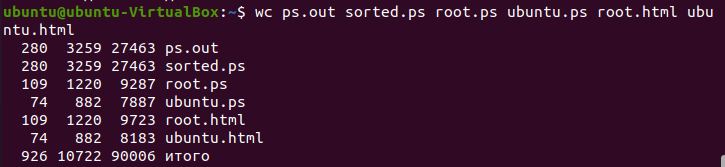 ubuntu@ubuntu-VirtualBox:~$ wc ps.out sorted.ps root.ps ubuntu.ps root.html ubu
ntu.html
280 3259 27463 ps.out
280 3259 27463 sorted.ps
109 1220 9287 root.ps
74 882 7887 ubuntu.ps
109 1220 9723 root.html
74 882 8183 ubuntu.html
926 10722 90006 итого